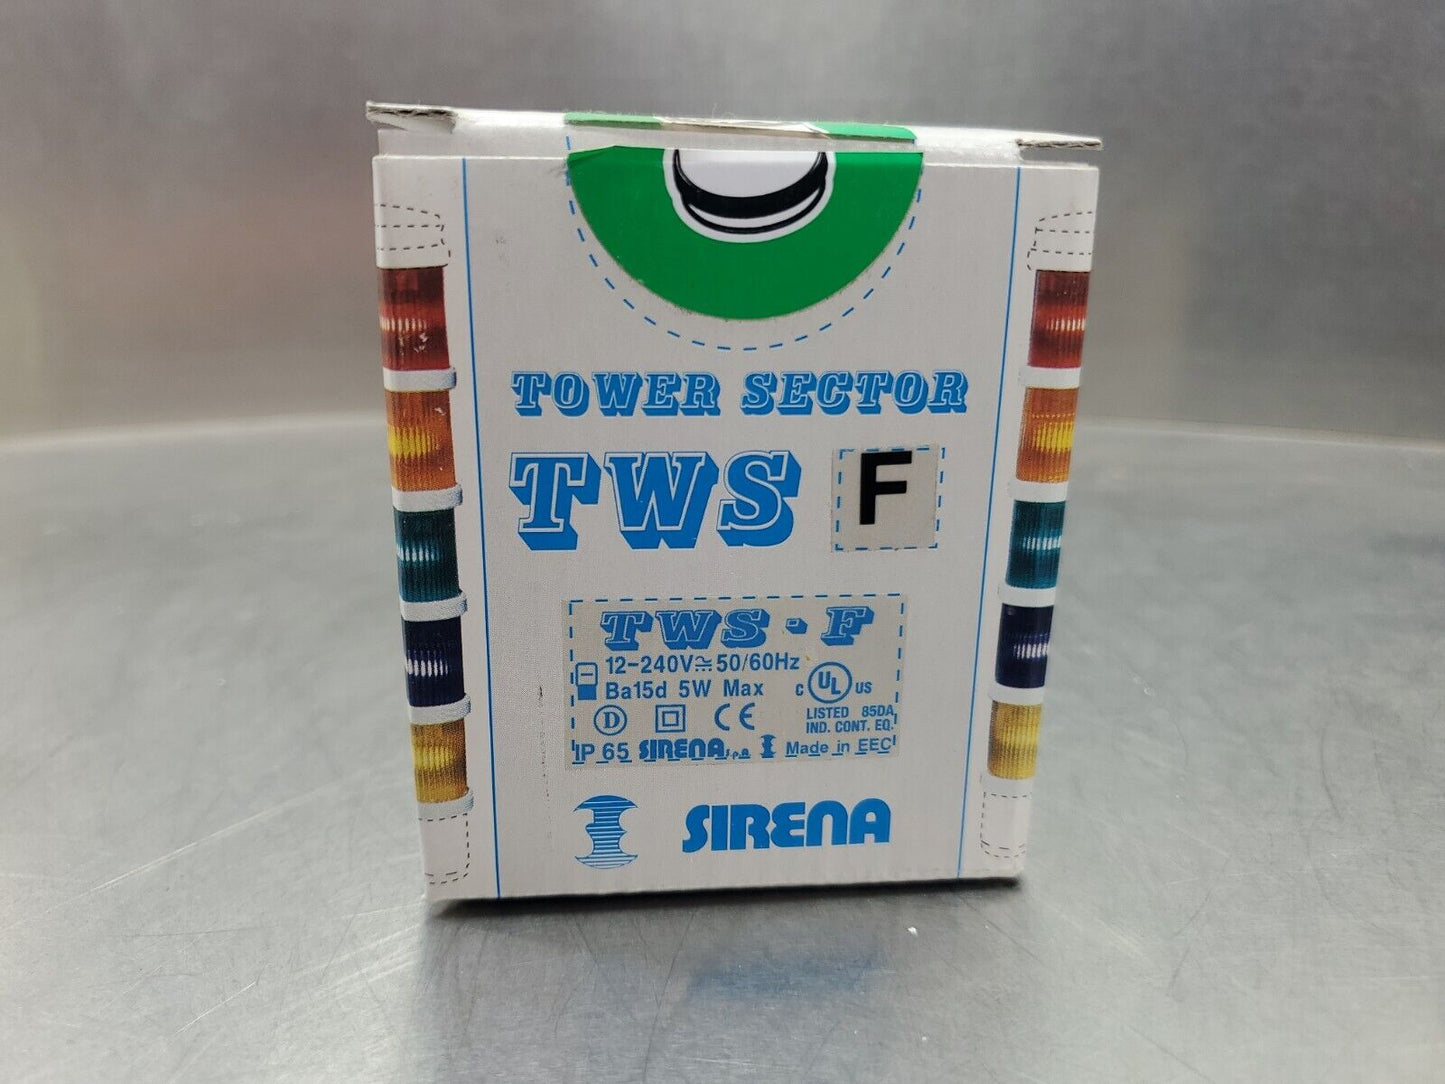 TOWER SECTOR
TWS F
TWS-F
12-240V≂50/60Hz
Ba15d 5W Max
C UL US
D CE
LISTED 85DA
IND. CONT. EQ.
IP 65 SIRENA S.p.A. Made in EEC
SIRENA